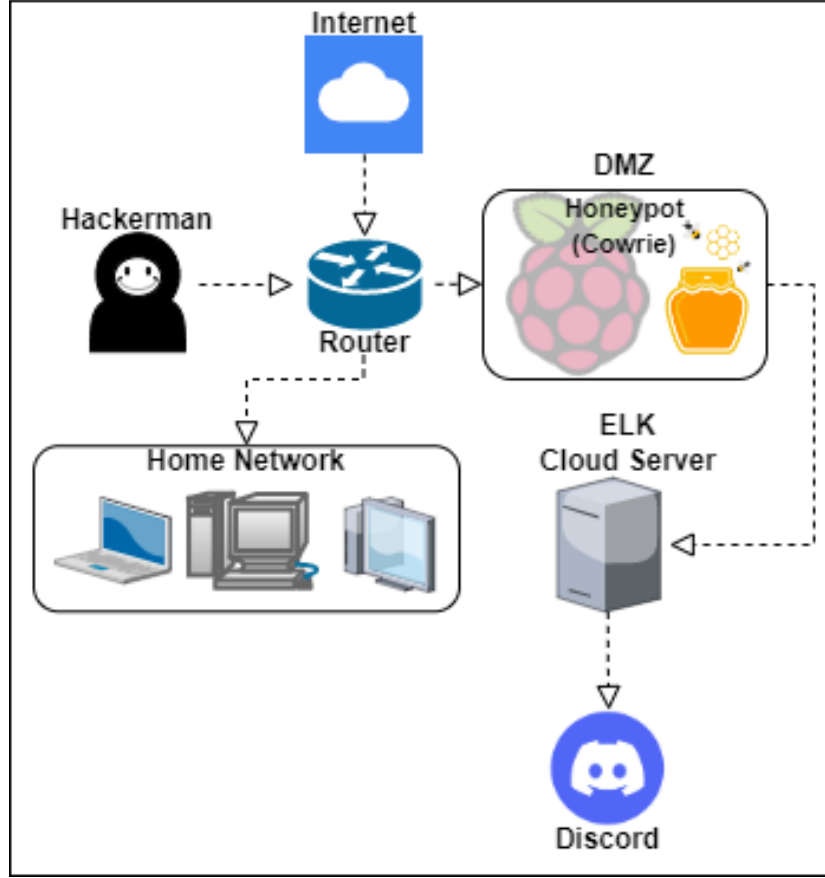 Internet
DMZ
Honeypot
(Cowrie)
Hackerman
Router
Home Network
ELK
Cloud Server
Discord